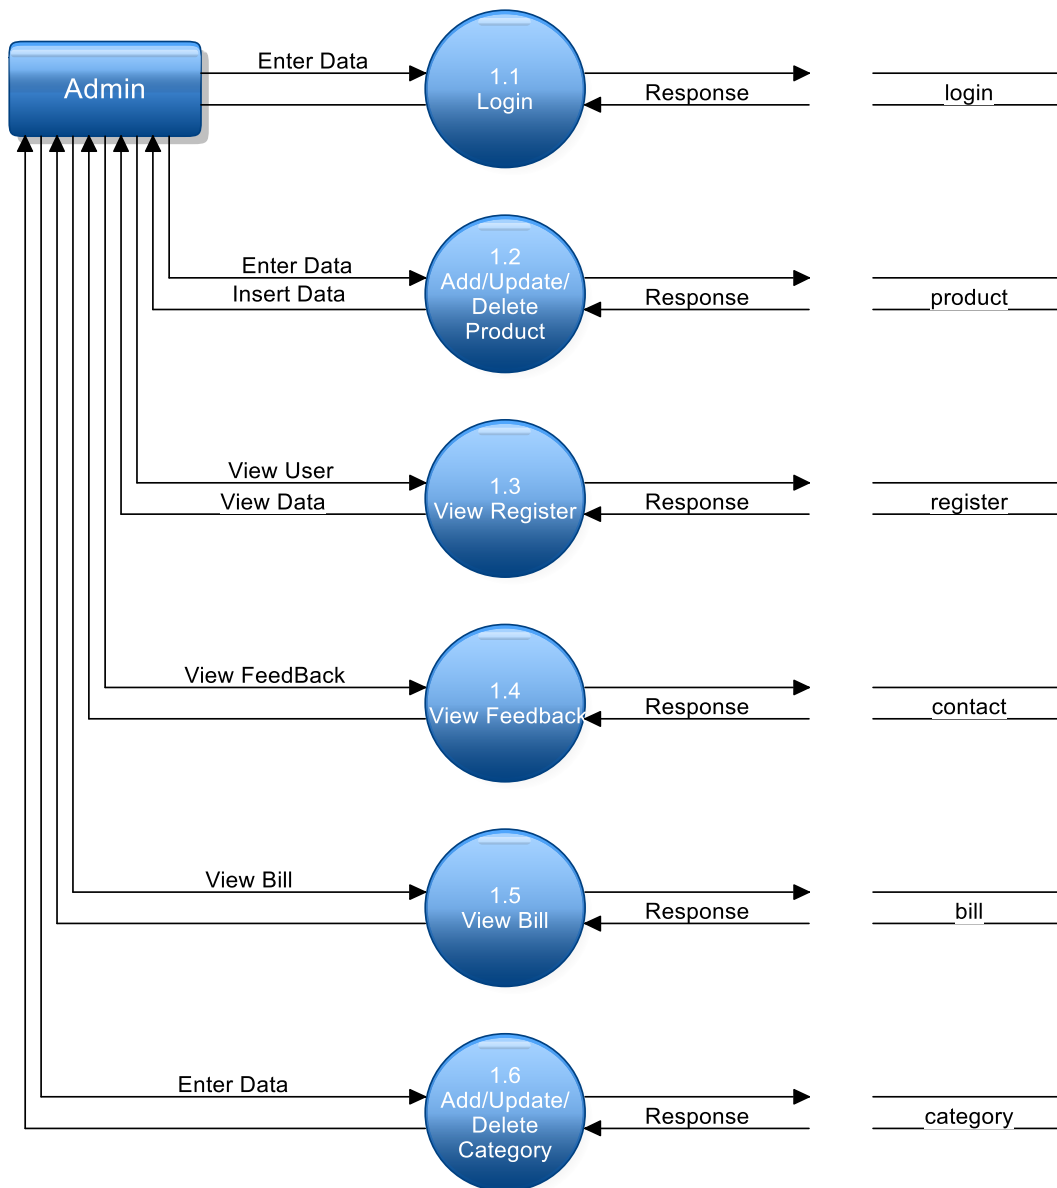 Admin
Enter Data
1.1
Login
Response
login
Enter Data
Insert Data
1.2
Add/Update/
Delete
Product
Response
product
View User
View Data
1.3
View Register
Response
register
View FeedBack
1.4
View Feedback
Response
contact
View Bill
1.5
View Bill
Response
bill
Enter Data
1.6
Add/Update/
Delete
Category
Response
category